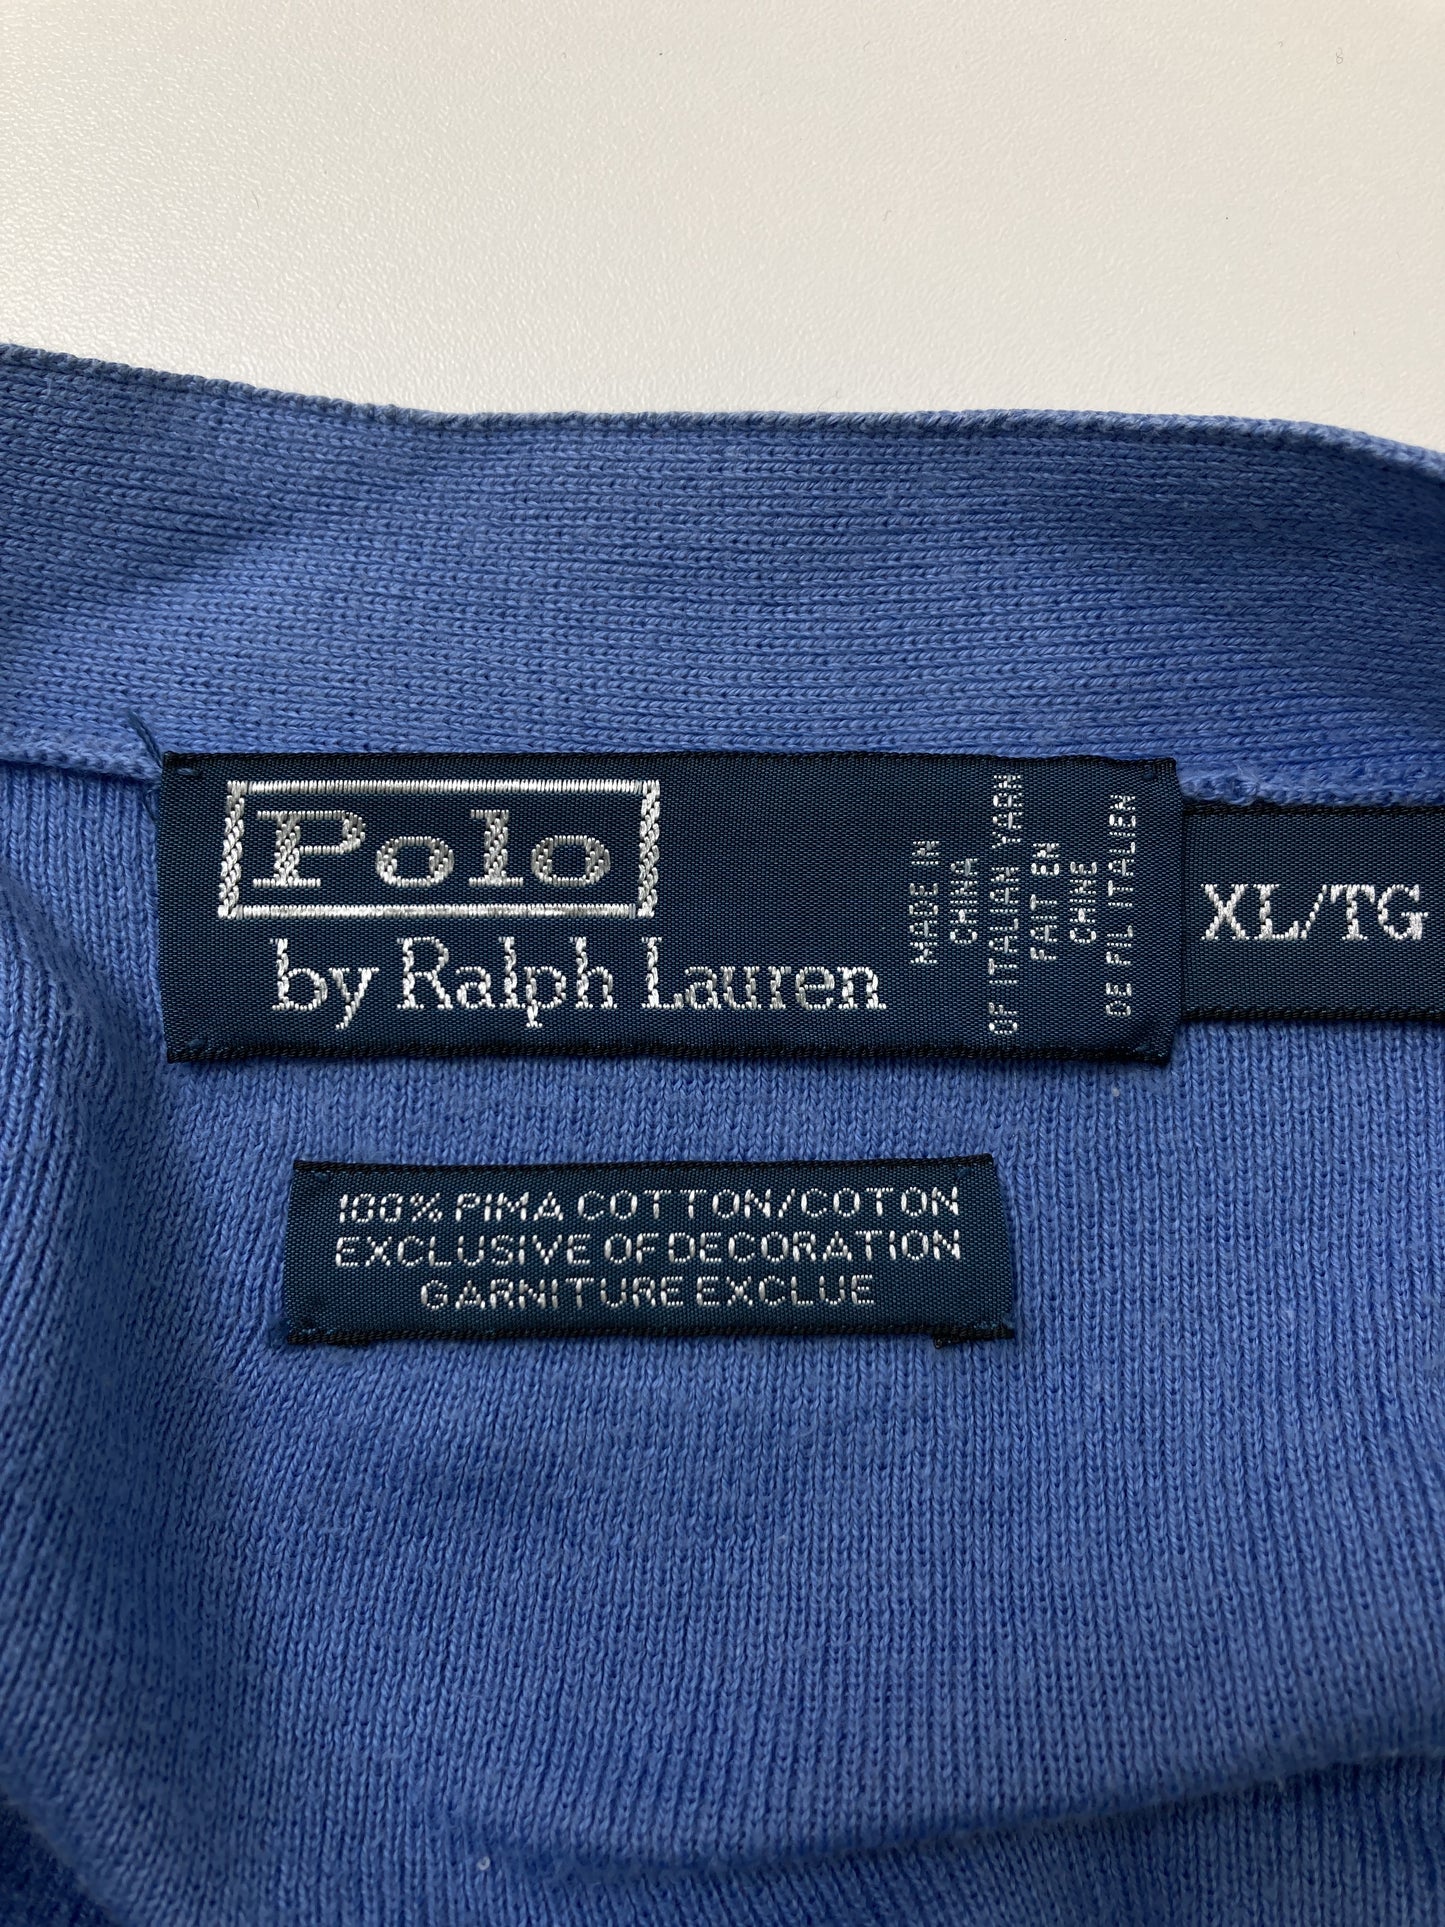 Polo
by Ralph Lauren
MADE IN
CHINA
OF ITALIAN YARN
FAIT EN
CHINE
DE FIL ITALIEN
XL/TG
100% PIMA COTTON/COTON
EXCLUSIVE OF DECORATION
GARNITURE EXCLUE